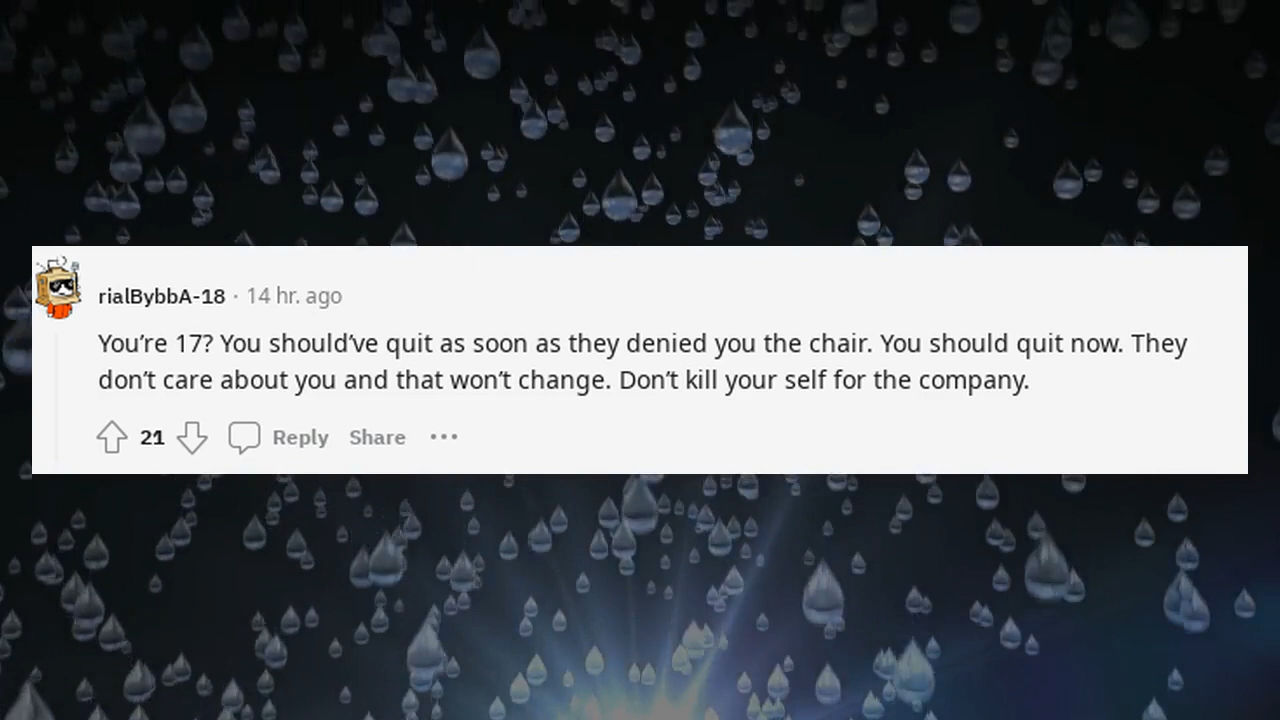 rialBybbA-18 · 14 hr. ago
You’re 17? You should’ve quit as soon as they denied you the chair. You should quit now. They
don’t care about you and that won’t change. Don’t kill your self for the company.
21 Reply Share •••